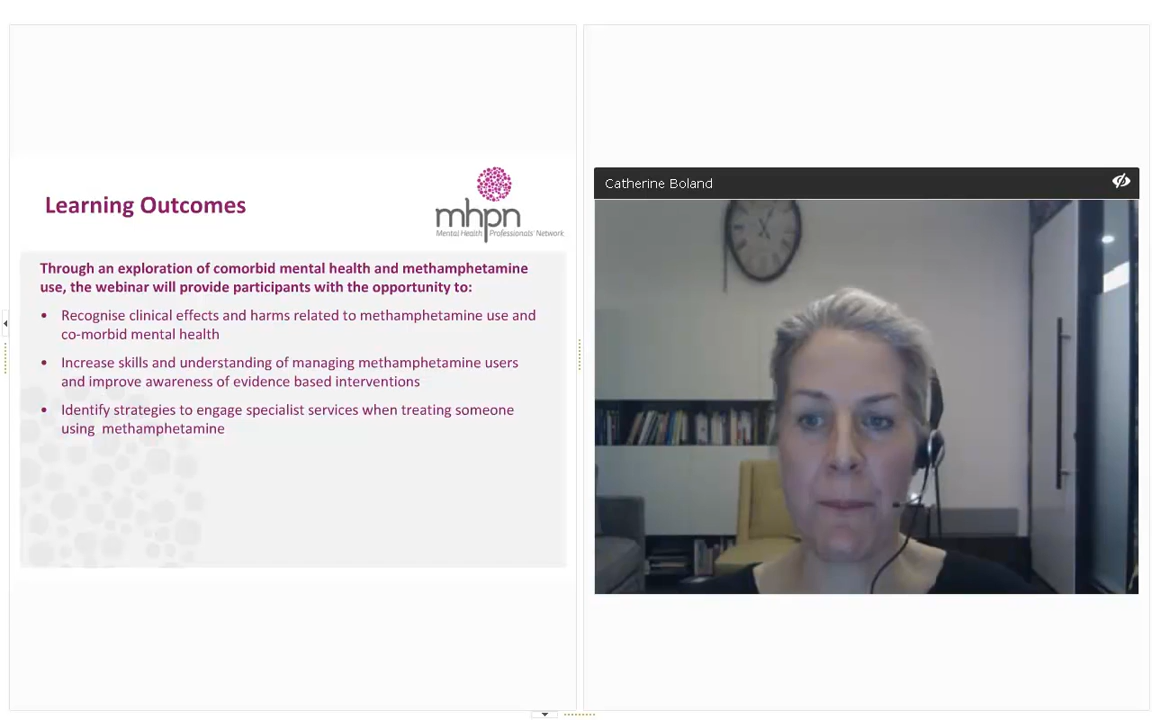 Learning Outcomes
mhpn
Mental Health Professionals' Network
Through an exploration of comorbid mental health and methamphetamine
use, the webinar will provide participants with the opportunity to:
• Recognise clinical effects and harms related to methamphetamine use and
co-morbid mental health
• Increase skills and understanding of managing methamphetamine users
and improve awareness of evidence based interventions
• Identify strategies to engage specialist services when treating someone
using methamphetamine
Catherine Boland